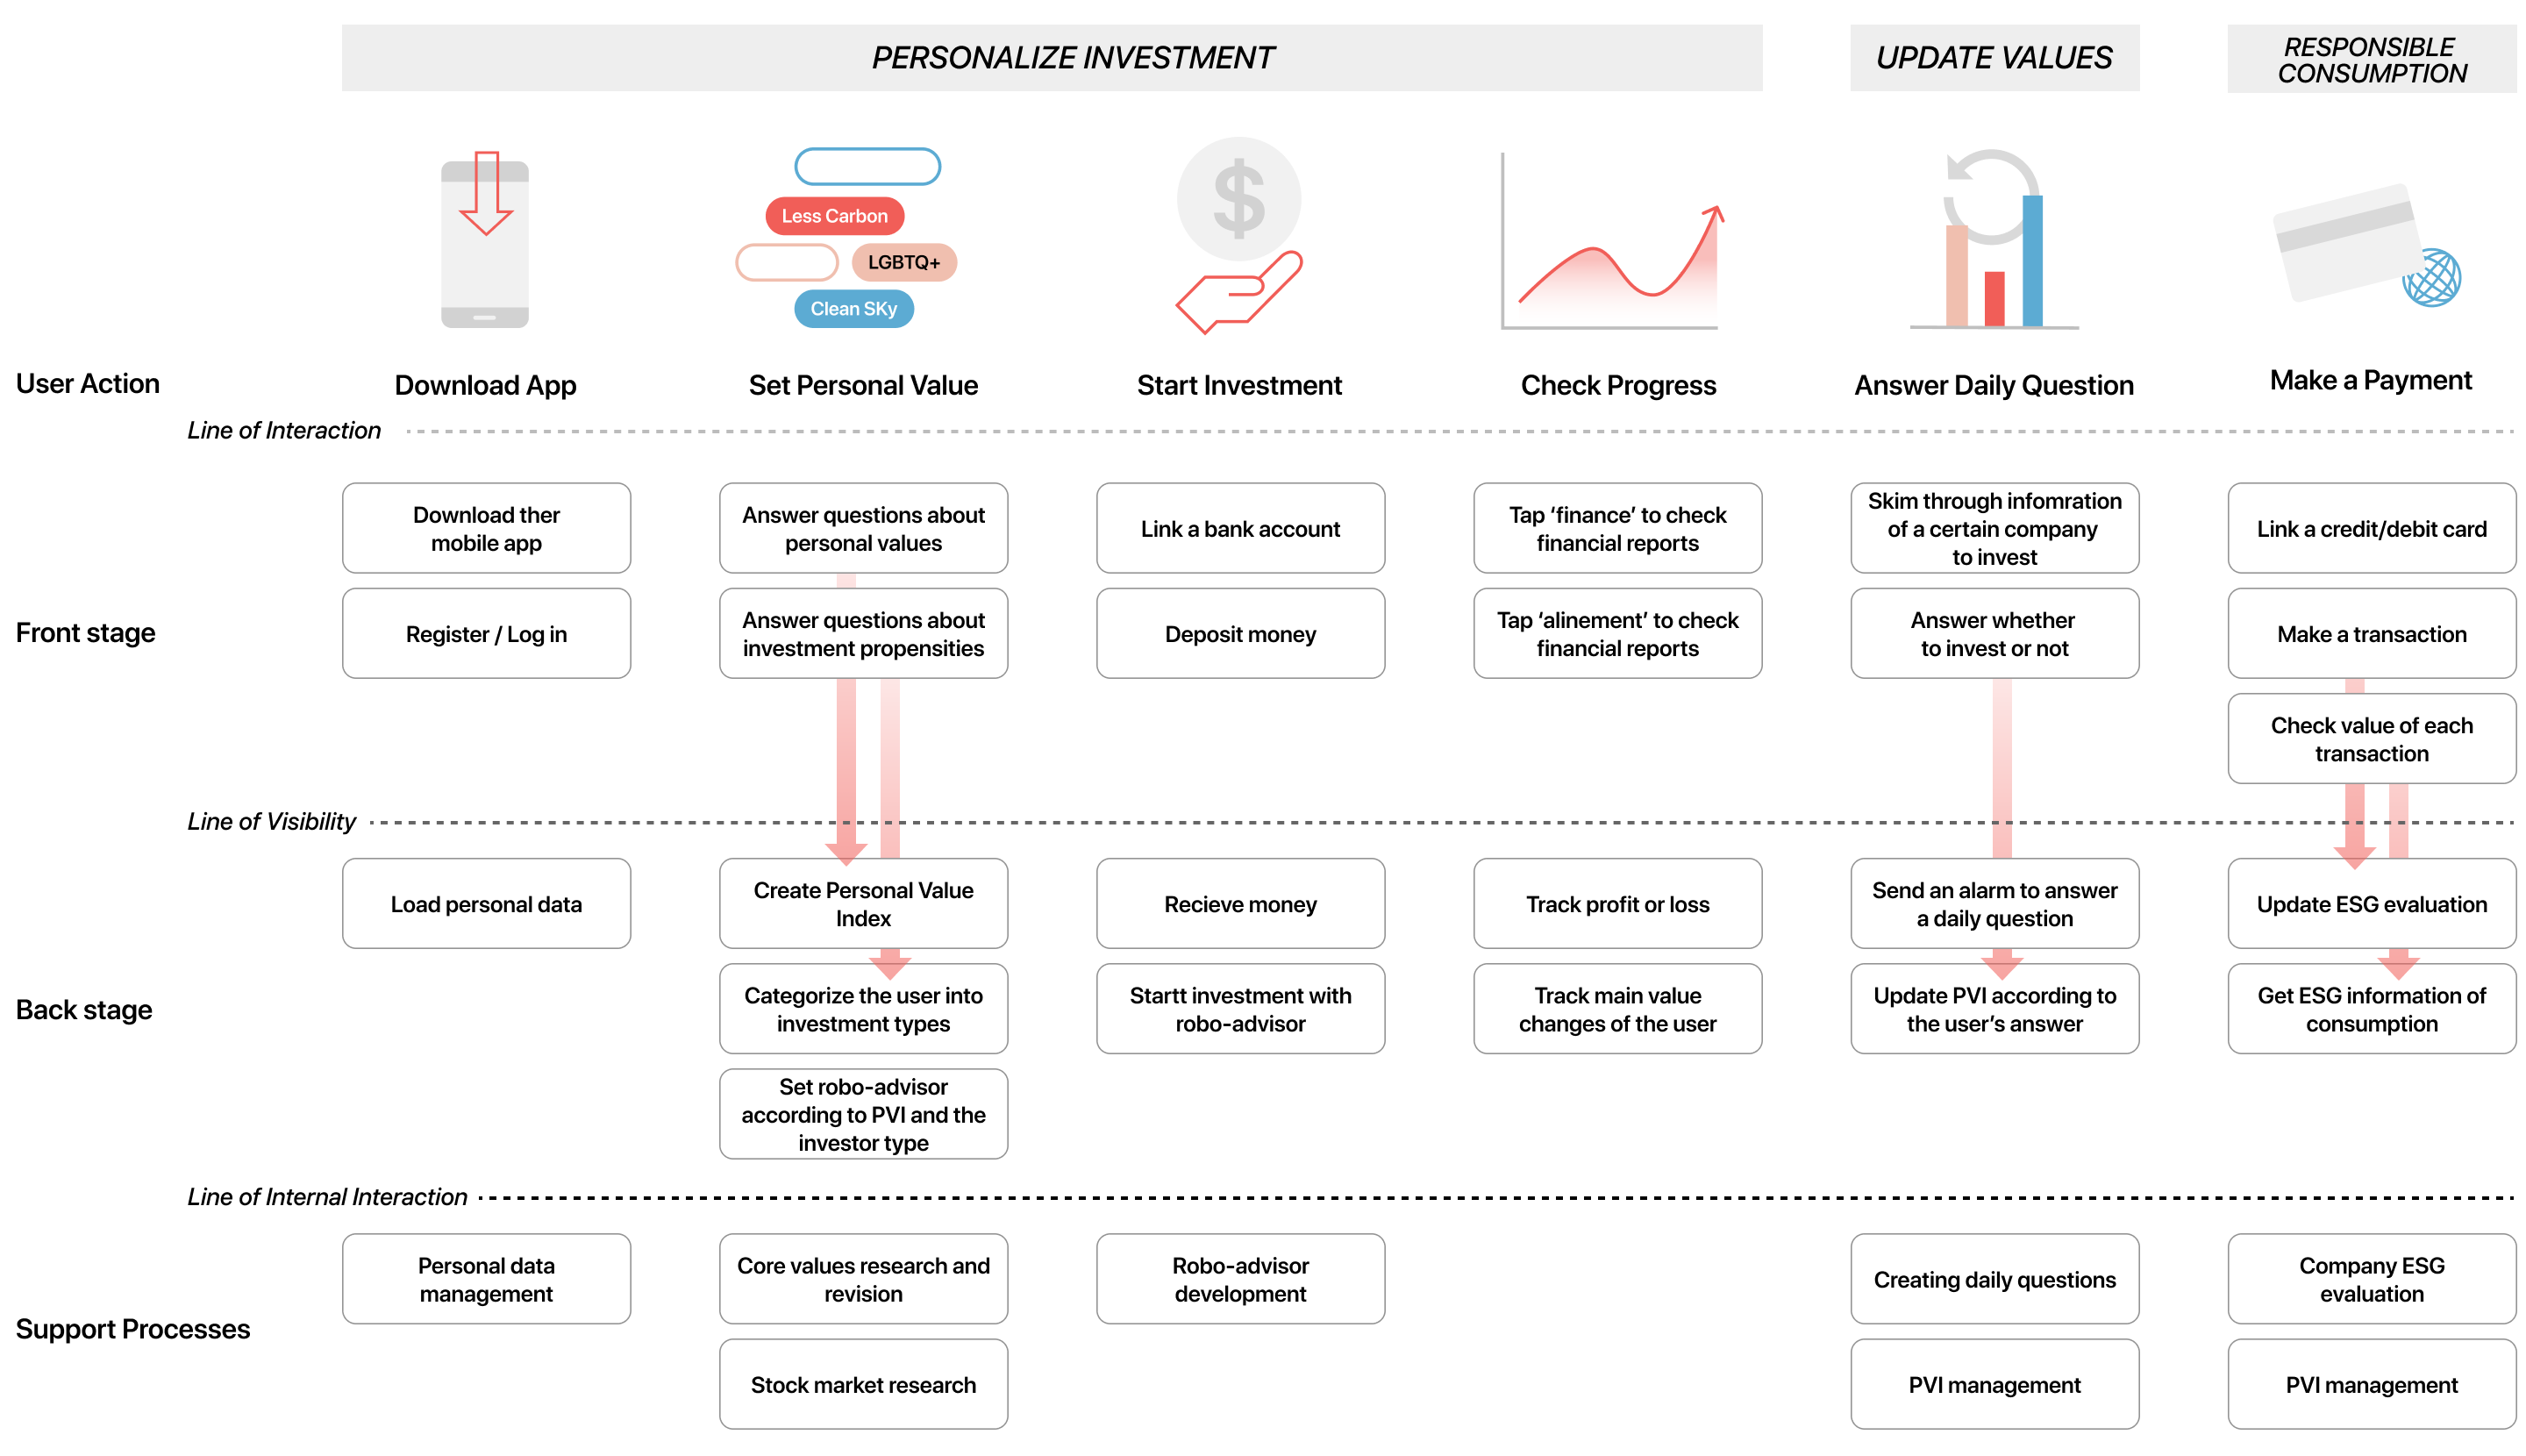 PERSONALIZE INVESTMENT
UPDATE VALUES
RESPONSIBLE
CONSUMPTION
Less Carbon
LGBTQ+
Clean SKy
$
User Action
Download App
Set Personal Value
Start Investment
Check Progress
Answer Daily Question
Make a Payment
Line of Interaction
Front stage
Download ther
mobile app
Register / Log in
Answer questions about
personal values
Answer questions about
investment propensities
Link a bank account
Deposit money
Tap ‘finance’ to check
financial reports
Tap ‘alinement’ to check
financial reports
Skim through infomration
of a certain company
to invest
Answer whether
to invest or not
Link a credit/debit card
Make a transaction
Check value of each
transaction
Line of Visibility
Back stage
Load personal data
Create Personal Value
Index
Categorize the user into
investment types
Set robo-advisor
according to PVI and the
investor type
Recieve money
Startt investment with
robo-advisor
Track profit or loss
Track main value
changes of the user
Send an alarm to answer
a daily question
Update PVI according to
the user’s answer
Update ESG evaluation
Get ESG information of
consumption
Line of Internal Interaction
Support Processes
Personal data
management
Core values research and
revision
Stock market research
Robo-advisor
development
Creating daily questions
PVI management
Company ESG
evaluation
PVI management